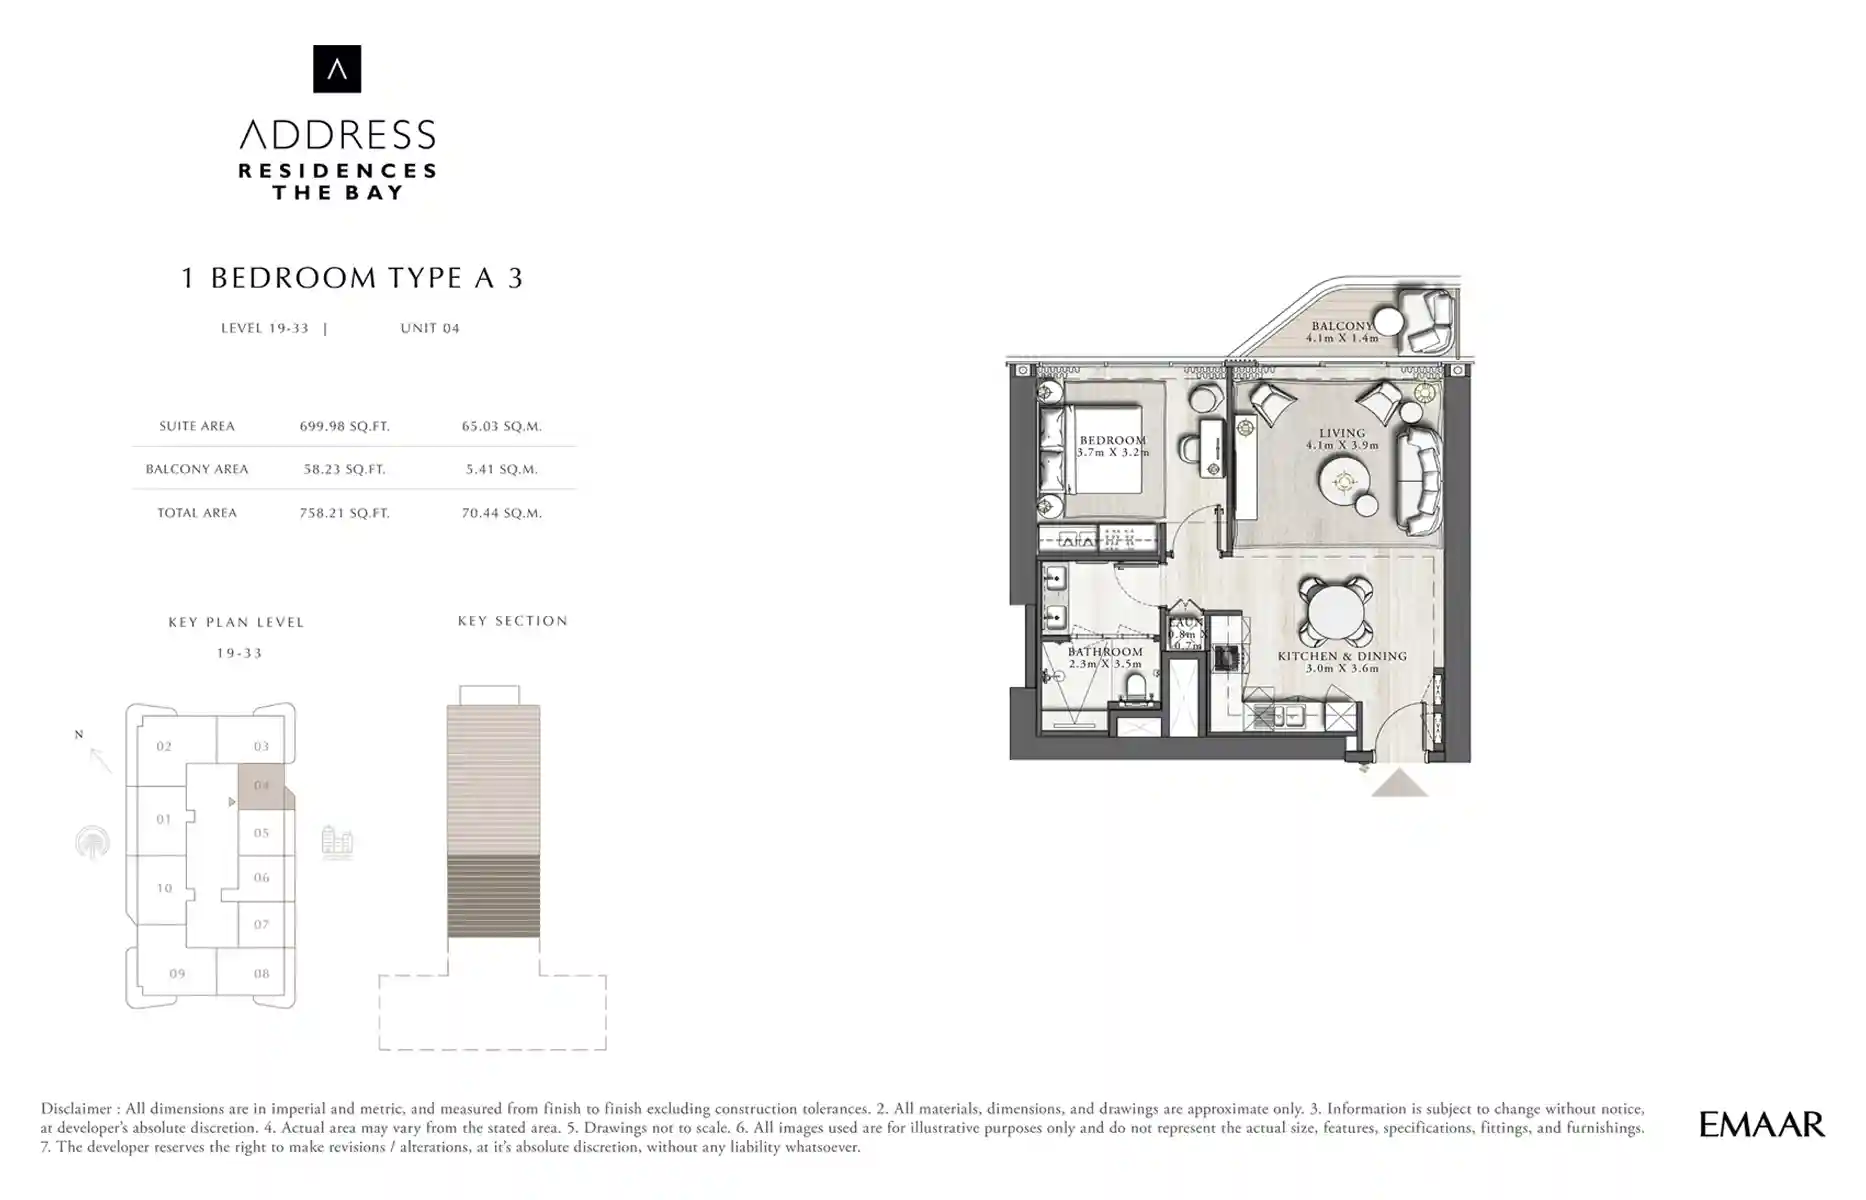 ADDRESS
RESIDENCES
THE BAY
1 BEDROOM TYPE A 3
LEVEL 19-33 | UNIT 04
SUITE AREA 699.98 SQ.FT. 65.03 SQ.M.
BALCONY AREA 58.23 SQ.FT. 5.41 SQ.M.
TOTAL AREA 758.21 SQ.FT. 70.44 SQ.M.
KEY PLAN LEVEL
19-33
KEY SECTION
N
02
03
04
01
05
06
10
07
09
08
BALCONY
4.1m X 1.4m
BEDROOM
3.7m X 3.2m
LIVING
4.1m X 3.9m
LAUN
0.8m X
0.7m
BATHROOM
2.3m X 3.5m
KITCHEN & DINING
3.0m X 3.6m
Disclaimer : All dimensions are in imperial and metric, and measured from finish to finish excluding construction tolerances. 2. All materials, dimensions, and drawings are approximate only. 3. Information is subject to change without notice,
at developer's absolute discretion. 4. Actual area may vary from the stated area. 5. Drawings not to scale. 6. All images used are for illustrative purposes only and do not represent the actual size, features, specifications, fittings, and furnishings.
7. The developer reserves the right to make revisions / alterations, at it's absolute discretion, without any liability whatsoever.
EMAAR